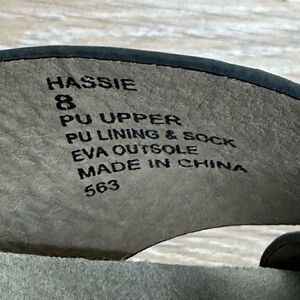 HASSIE
8
PU UPPER
PU LINING & SOCK
EVA OUTSOLE
MADE IN CHINA
563